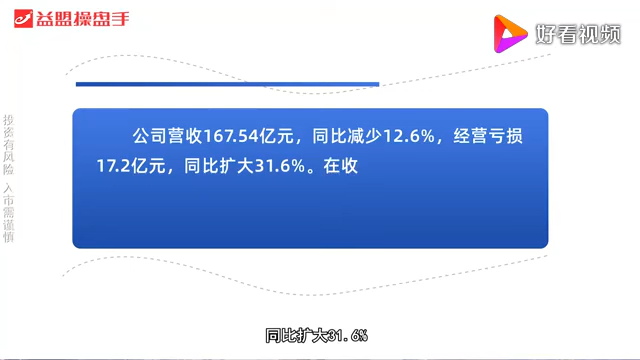 益盟操盘手
好看视频
投资有风险 入市需谨慎
公司营收167.54亿元，同比减少12.6%，经营亏损
17.2亿元，同比扩大31.6%。在收
同比扩大31.6%